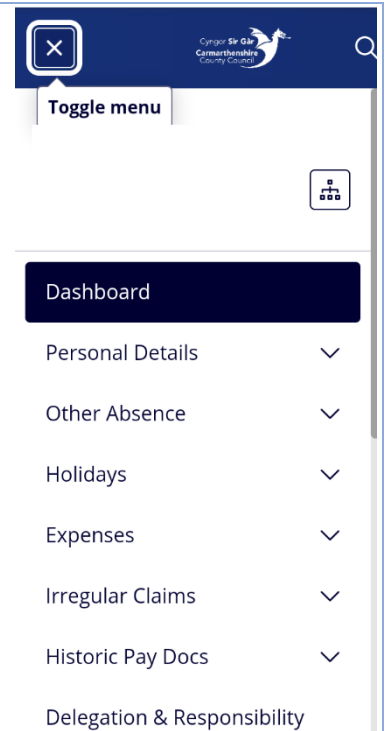 Cyngor Sir Gâr
Carmarthenshire
County Council
Toggle menu
Dashboard
Personal Details
Other Absence
Holidays
Expenses
Irregular Claims
Historic Pay Docs
Delegation & Responsibility